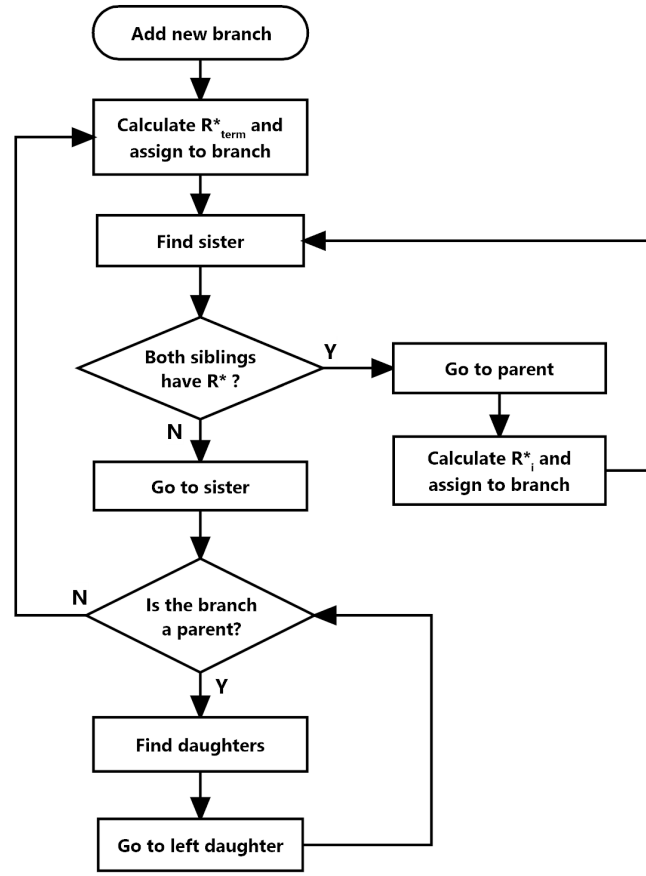 Add new branch
Calculate R*term and
assign to branch
Find sister
Both siblings
have R* ?
Y
Go to parent
N
Calculate R*i and
assign to branch
Go to sister
N
Is the branch
a parent?
Y
Find daughters
Go to left daughter